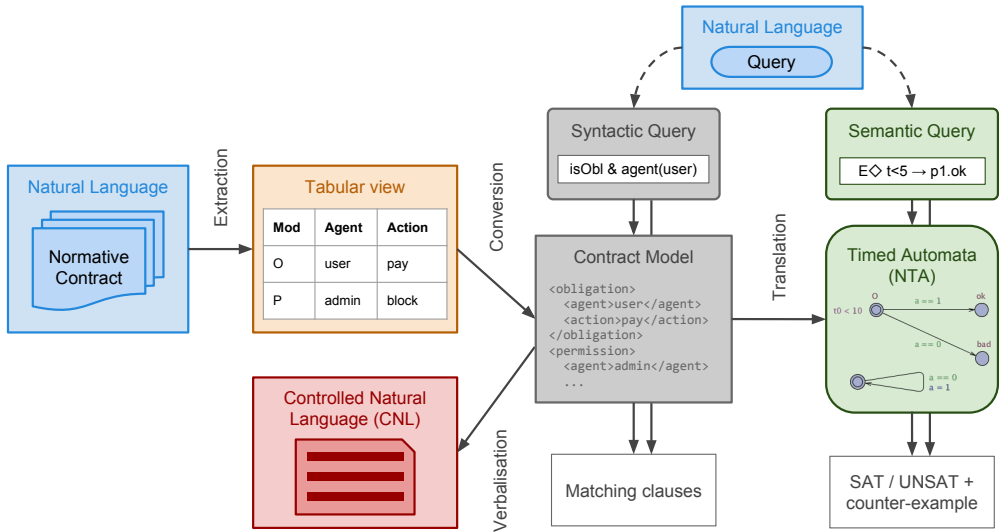 Natural Language
Query
Syntactic Query
isObl & agent(user)
Semantic Query
E◇ t<5 → p1.ok
Natural Language
Normative
Contract
Extraction
Tabular view
Mod Agent Action
O user pay
P admin block
Conversion
Contract Model
<obligation>
<agent>user</agent>
<action>pay</action>
</obligation>
<permission>
<agent>admin</agent>
...
Translation
Timed Automata
(NTA)
O
t0 < 10
a == 1
ok
a == 0
bad
a == 0
a = 1
Controlled Natural
Language (CNL)
Verbalisation
Matching clauses
SAT / UNSAT +
counter-example